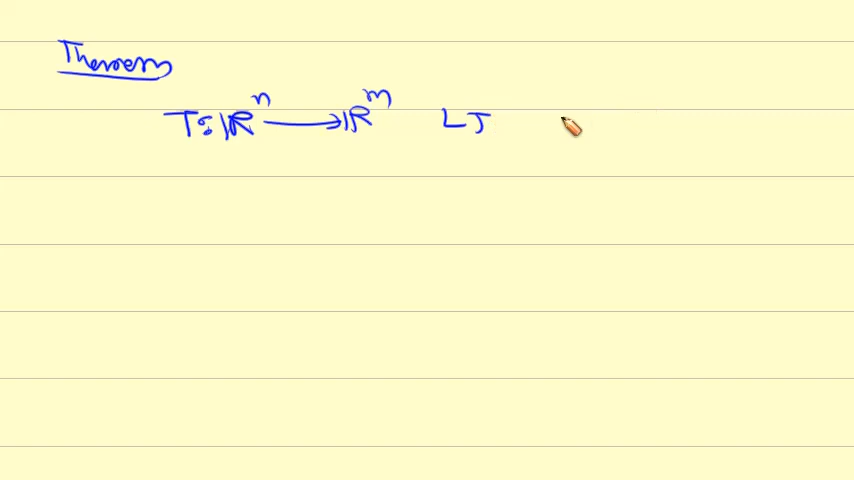 Theorem
T: ℝⁿ ⟶ ℝᵐ LT